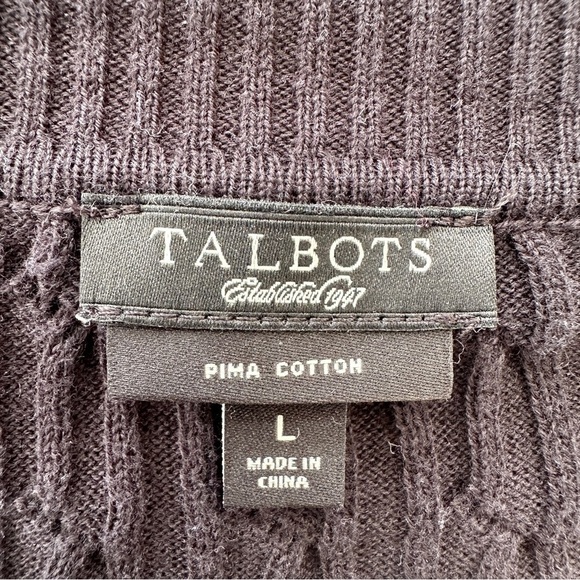 TALBOTS
Established 1947
PIMA COTTON
L
MADE IN
CHINA